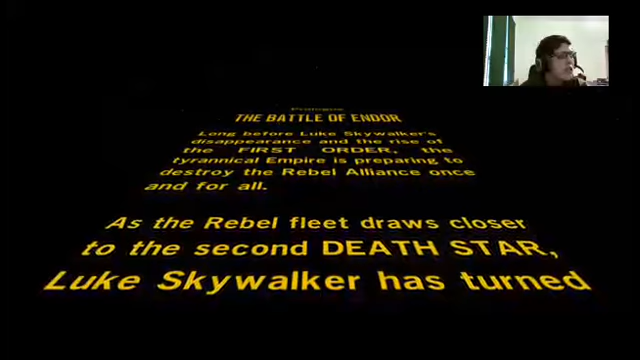 Prologue
THE BATTLE OF ENDOR
Long before Luke Skywalker's
disappearance and the rise of
the FIRST ORDER, the
tyrannical Empire is preparing to
destroy the Rebel Alliance once
and for all.
As the Rebel fleet draws closer
to the second DEATH STAR,
Luke Skywalker has turned